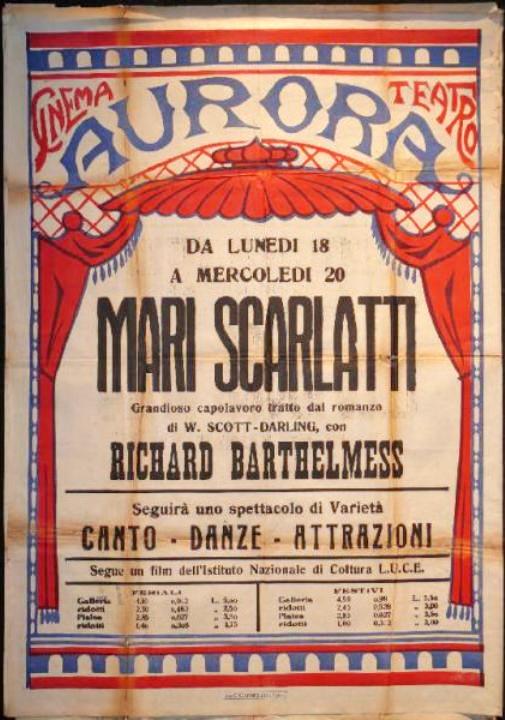 CINEMA AURORA TEATRO
DA LUNEDI 18
A MERCOLEDI 20
MARI SCARLATTI
Grandioso capolavoro tratto dal romanzo
di W. SCOTT-DARLING, con
RICHARD BARTHELMESS
Seguirà uno spettacolo di Varietà
CANTO - DANZE - ATTRAZIONI
Segue un film dell'Istituto Nazionale di Coltura L.U.C.E.
FERIALI
Galleria
ridotti
Platea
ridotti
FESTIVI
Galleria
ridotti
Platea
ridotti